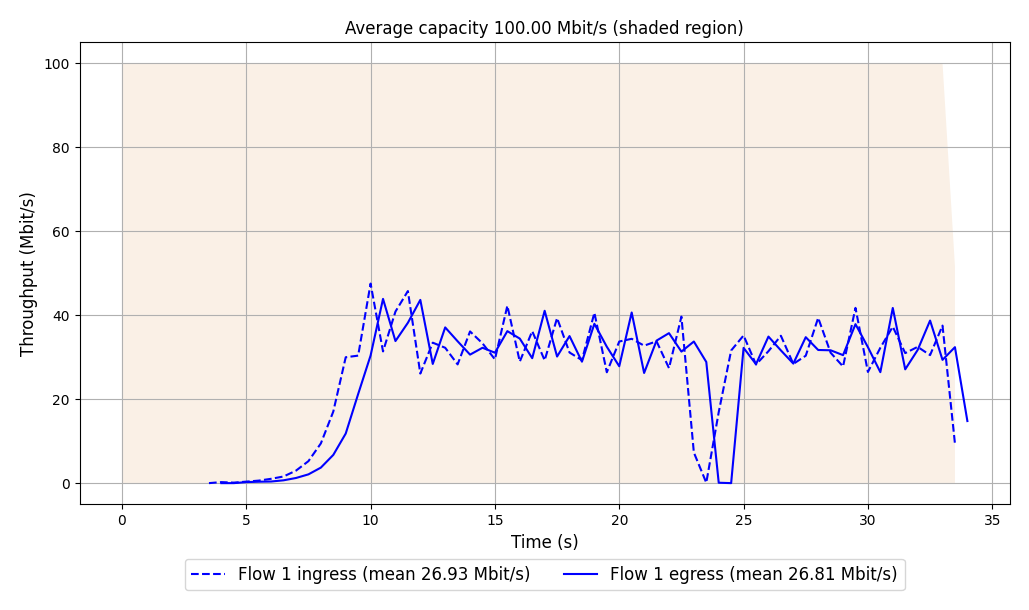 Average capacity 100.00 Mbit/s (shaded region)
100
80
60
40
20
0
Throughput (Mbit/s)
0 5 10 15 20 25 30 35
Time (s)
Flow 1 ingress (mean 26.93 Mbit/s) Flow 1 egress (mean 26.81 Mbit/s)